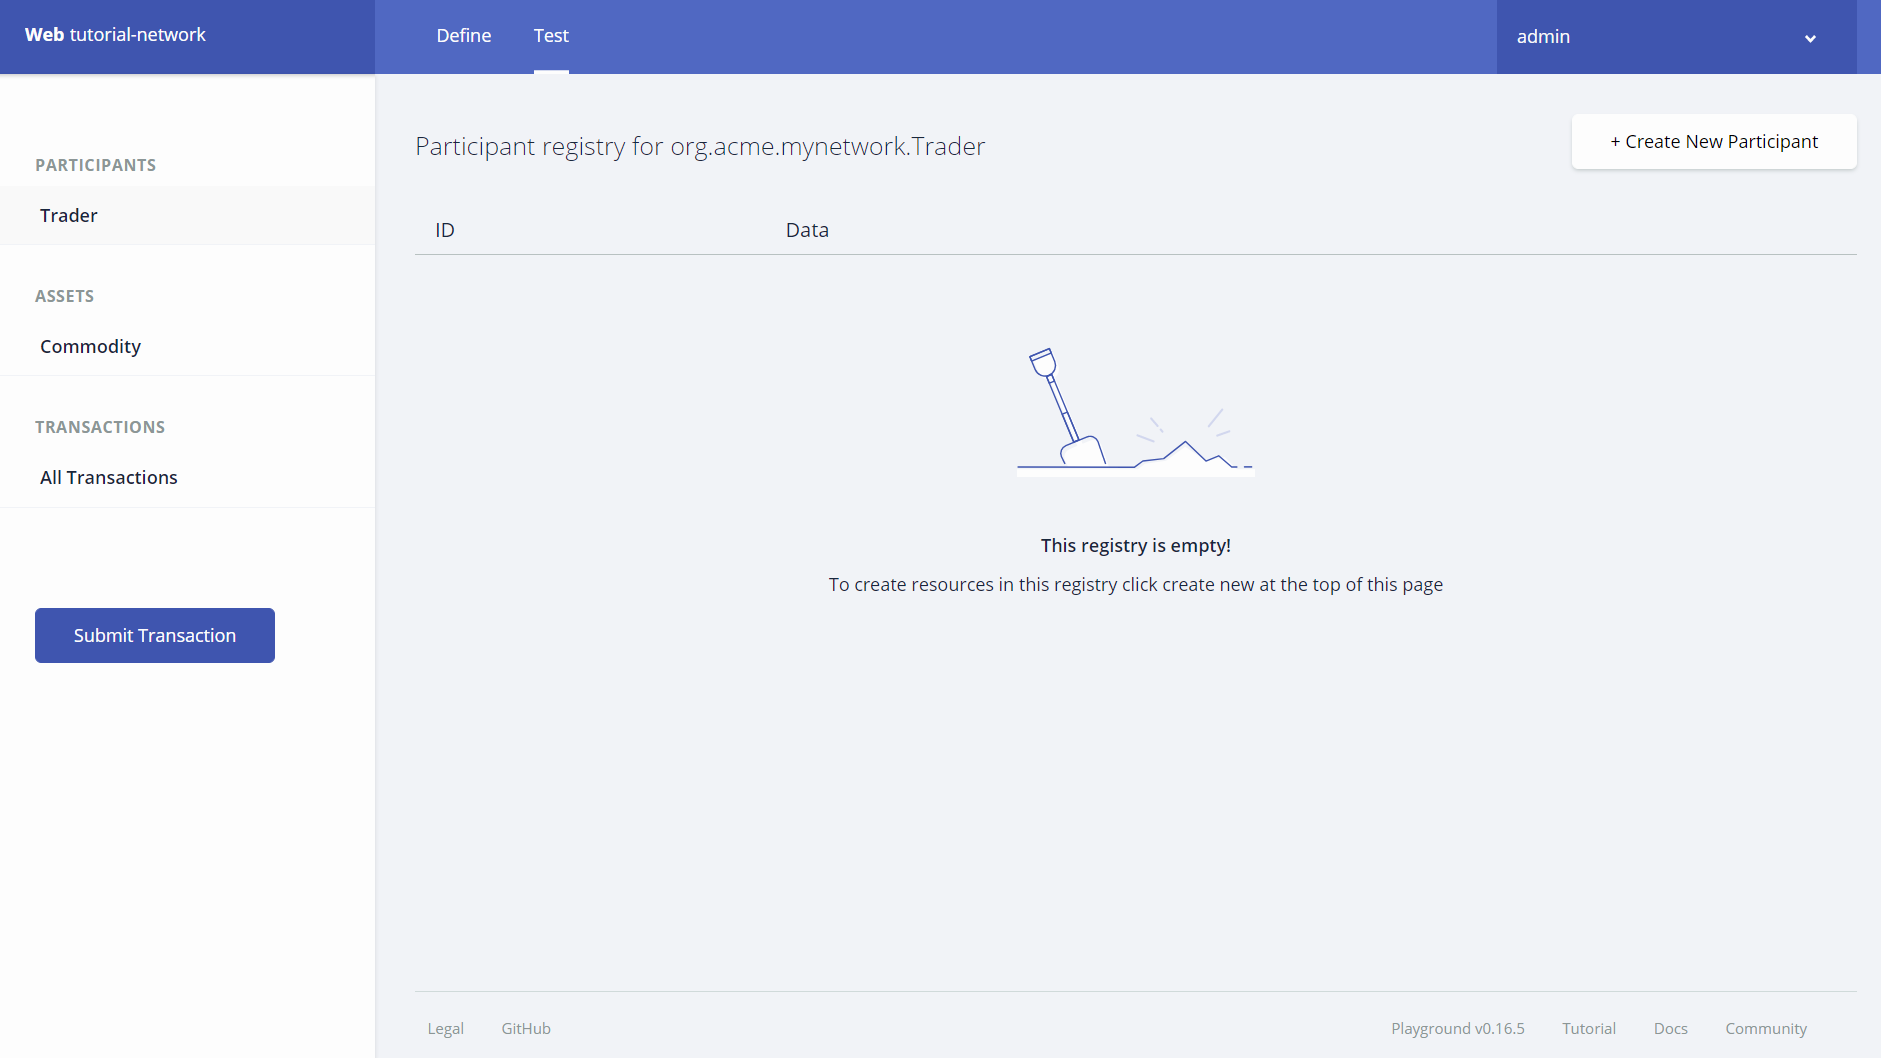 Web tutorial-network
Define
Test
admin
PARTICIPANTS
Trader
ASSETS
Commodity
TRANSACTIONS
All Transactions
Submit Transaction
Participant registry for org.acme.mynetwork.Trader
+ Create New Participant
ID
Data
This registry is empty!
To create resources in this registry click create new at the top of this page
Legal
GitHub
Playground v0.16.5
Tutorial
Docs
Community